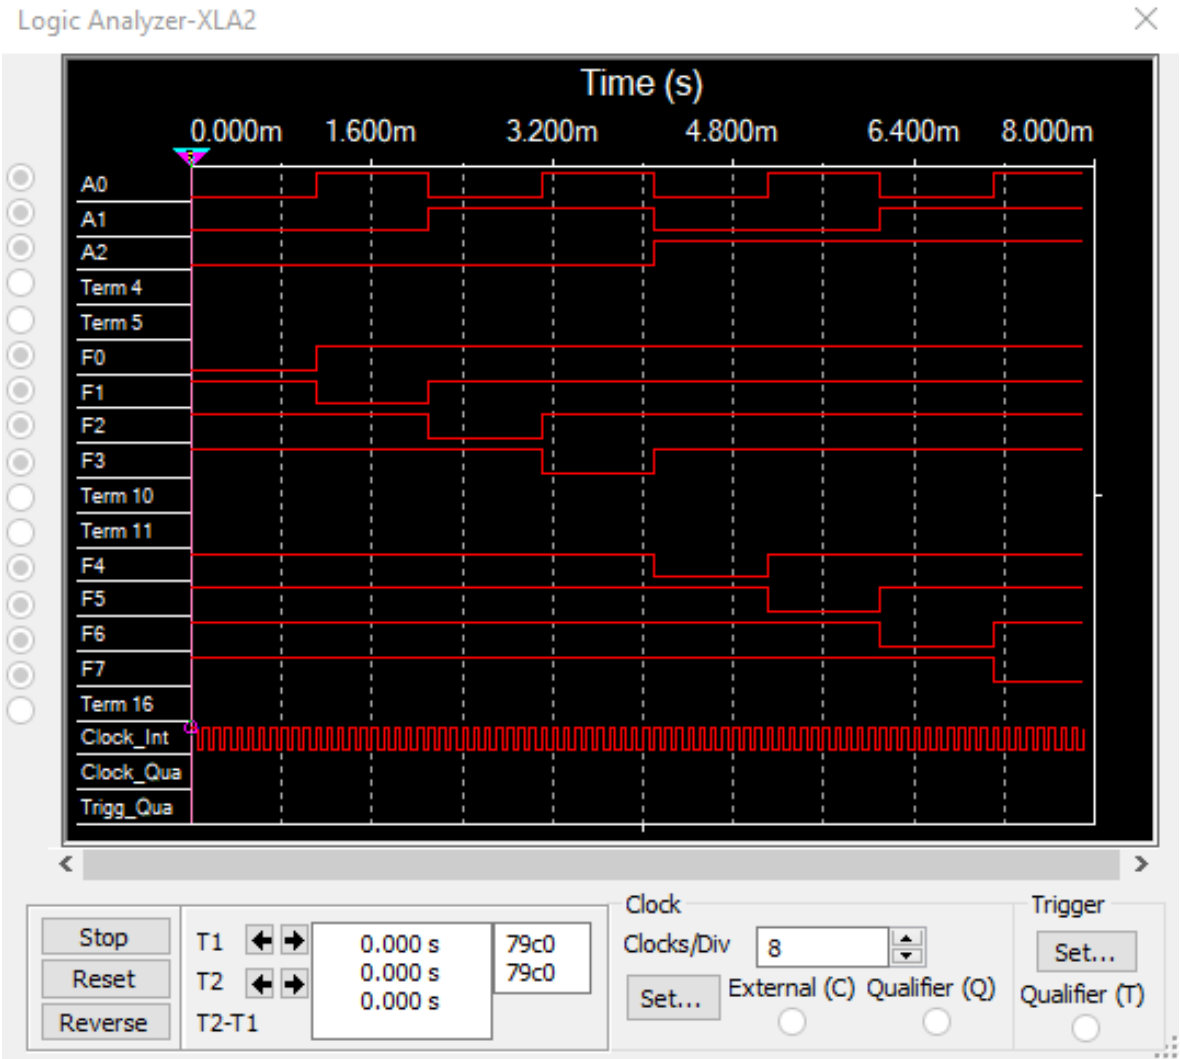 Logic Analyzer-XLA2
Time (s)
0.000m 1.600m 3.200m 4.800m 6.400m 8.000m
A0
A1
A2
Term 4
Term 5
F0
F1
F2
F3
Term 10
Term 11
F4
F5
F6
F7
Term 16
Clock_Int
Clock_Qua
Trigg_Qua
Stop
Reset
Reverse
T1 0.000 s 79c0
T2 0.000 s 79c0
T2-T1 0.000 s
Clock
Clocks/Div 8
Set... External (C) Qualifier (Q)
Trigger
Set...
Qualifier (T)